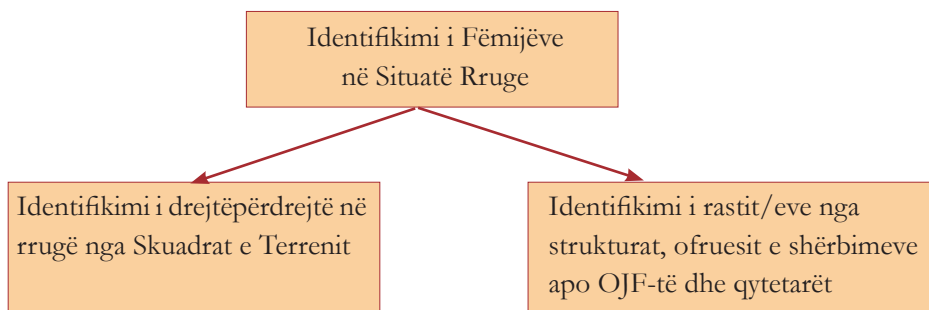 Identifikimi i Fëmijëve
në Situatë Rruge
Identifikimi i drejtëpërdrejtë në
rrugë nga Skuadrat e Terrenit
Identifikimi i rastit/eve nga
strukturat, ofruesit e shërbimeve
apo OJF-të dhe qytetarët